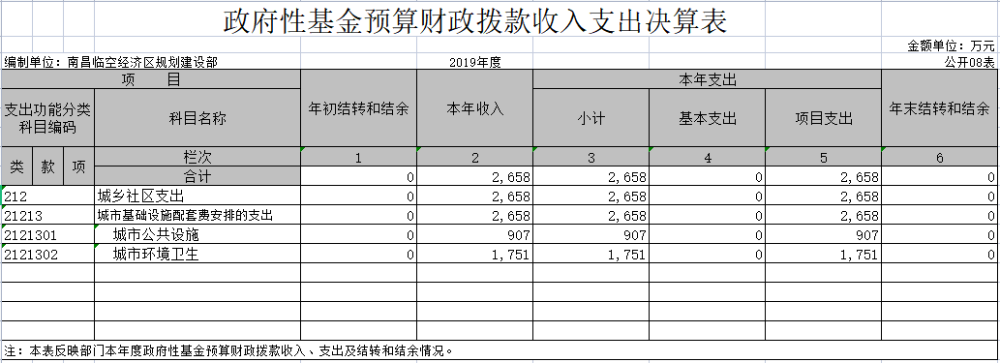 政府性基金预算财政拨款收入支出决算表
金额单位：万元
编制单位：南昌临空经济区规划建设部 2019年度 公开08表
项 目 年初结转和结余 本年收入 本年支出 年末结转和结余
支出功能分类科目编码 科目名称 小计 基本支出 项目支出
类 款 项 栏次 1 2 3 4 5 6
合计 0 2,658 2,658 0 2,658 0
212 城乡社区支出 0 2,658 2,658 0 2,658 0
21213 城市基础设施配套费安排的支出 0 2,658 2,658 0 2,658 0
2121301 城市公共设施 0 907 907 0 907 0
2121302 城市环境卫生 0 1,751 1,751 0 1,751 0
注：本表反映部门本年度政府性基金预算财政拨款收入、支出及结转和结余情况。